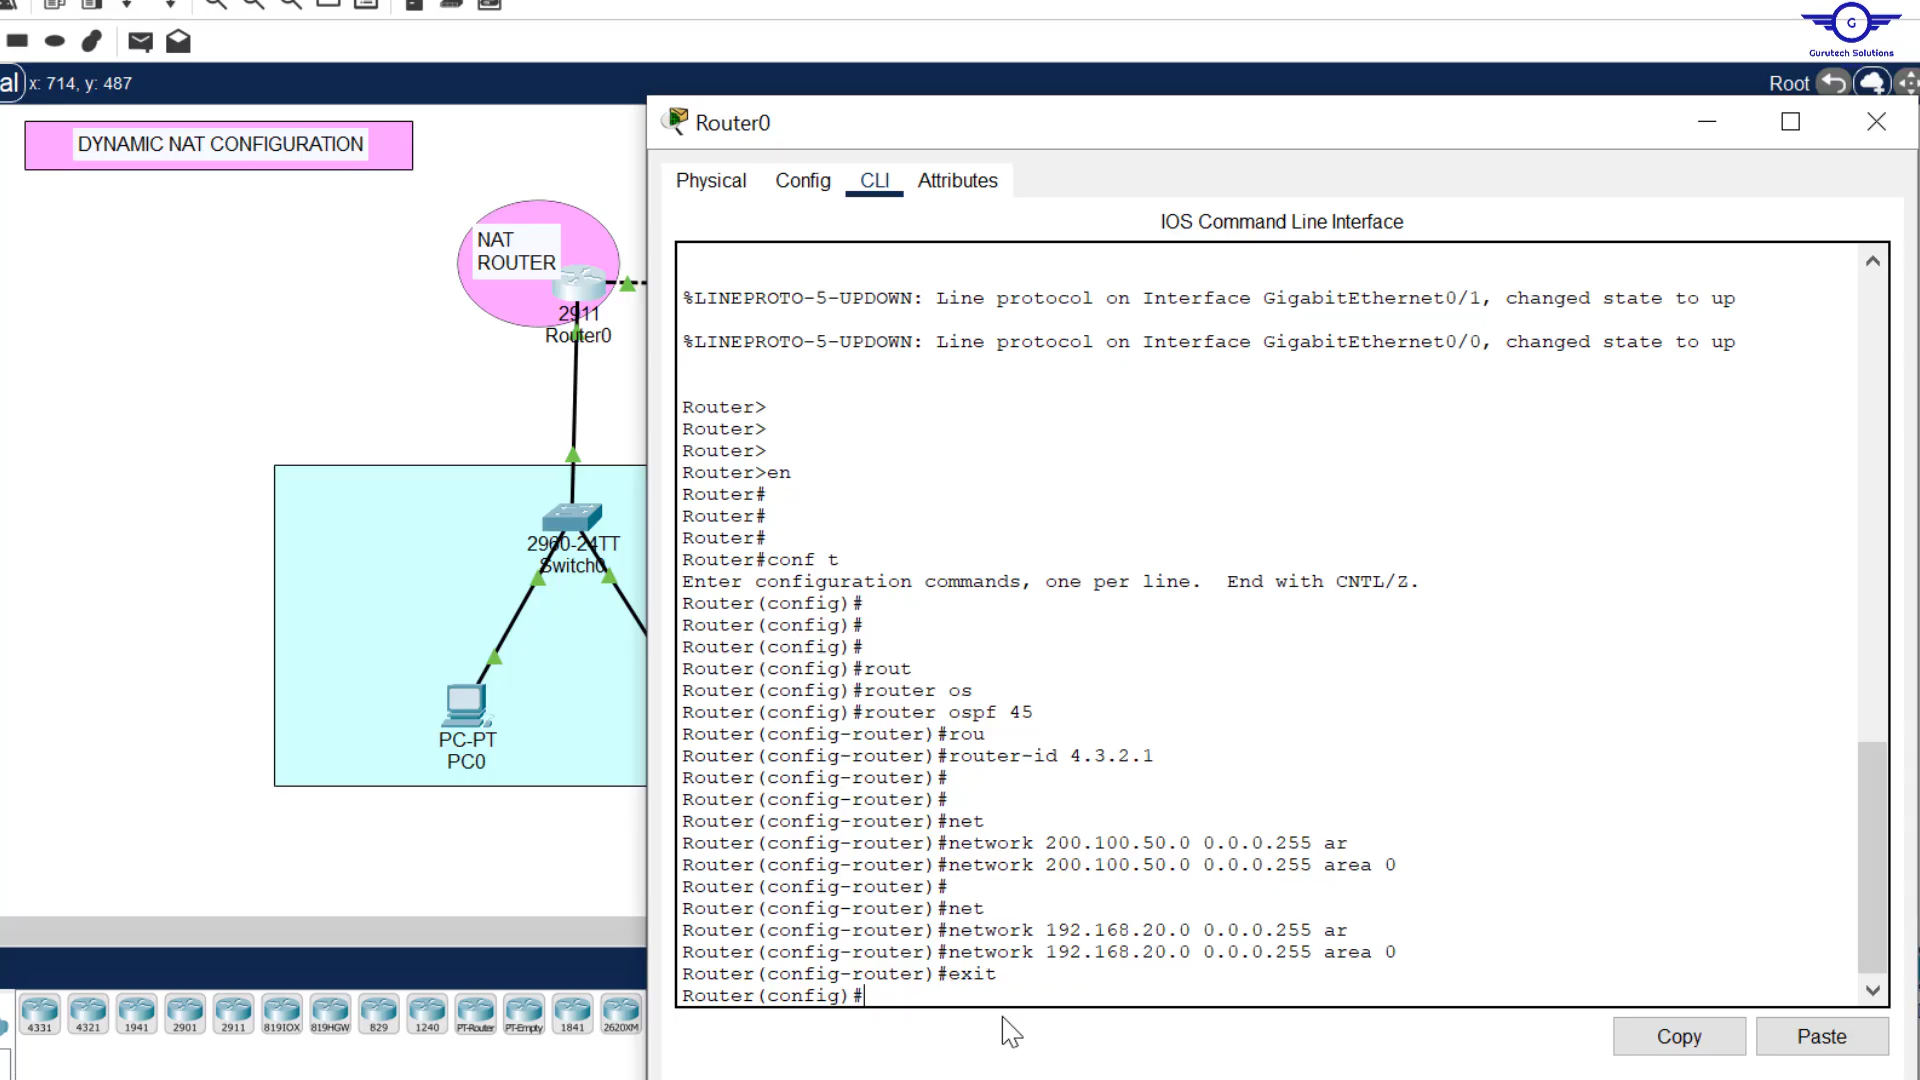 G
Gurutech Solutions
al
x: 714, y: 487
Root
DYNAMIC NAT CONFIGURATION
NAT
ROUTER
2911
Router0
2960-24TT
Switch0
PC-PT
PC0
4331
4321
1941
2901
2911
819IOX
819HGW
829
1240
PT-Router
PT-Empty
1841
2620XM
Router0
Physical
Config
CLI
Attributes
IOS Command Line Interface
%LINEPROTO-5-UPDOWN: Line protocol on Interface GigabitEthernet0/1, changed state to up
%LINEPROTO-5-UPDOWN: Line protocol on Interface GigabitEthernet0/0, changed state to up
Router>
Router>
Router>
Router>en
Router#
Router#
Router#
Router#conf t
Enter configuration commands, one per line.  End with CNTL/Z.
Router(config)#
Router(config)#
Router(config)#
Router(config)#rout
Router(config)#router os
Router(config)#router ospf 45
Router(config-router)#rou
Router(config-router)#router-id 4.3.2.1
Router(config-router)#
Router(config-router)#
Router(config-router)#net
Router(config-router)#network 200.100.50.0 0.0.0.255 ar
Router(config-router)#network 200.100.50.0 0.0.0.255 area 0
Router(config-router)#
Router(config-router)#net
Router(config-router)#network 192.168.20.0 0.0.0.255 ar
Router(config-router)#network 192.168.20.0 0.0.0.255 area 0
Router(config-router)#exit
Router(config)#
Copy
Paste